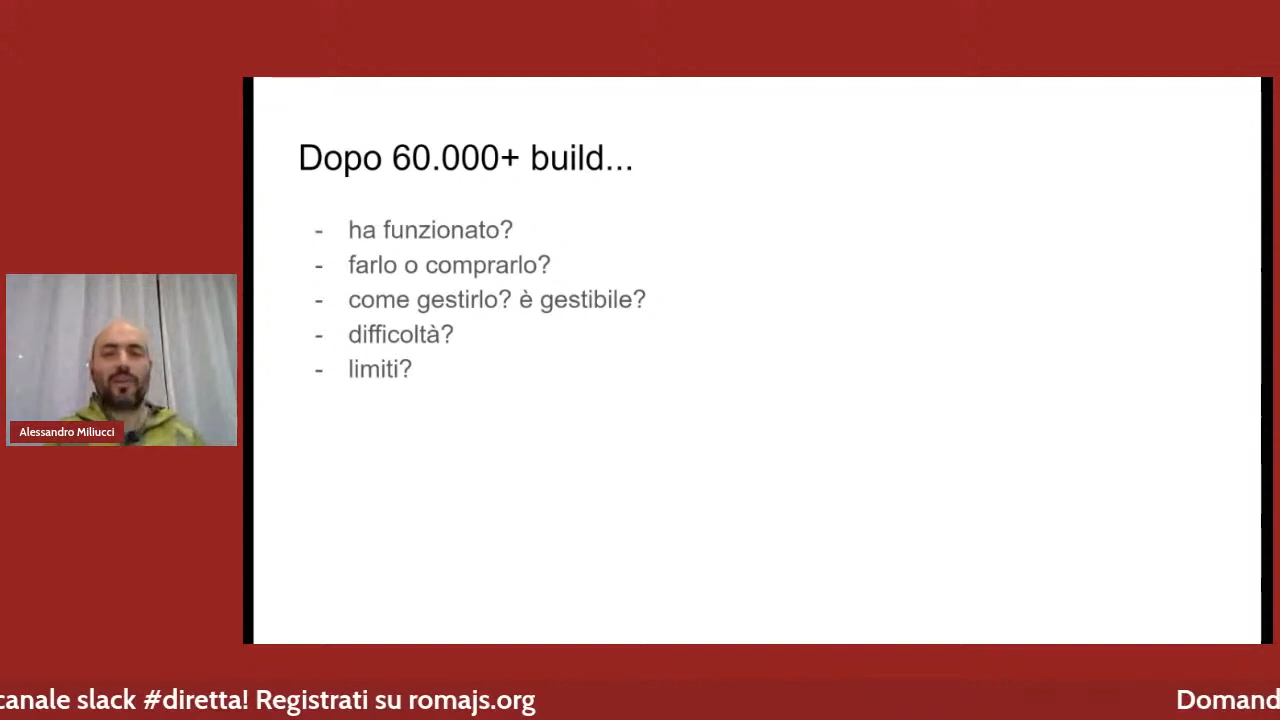 Dopo 60.000+ build...
- ha funzionato?
- farlo o comprarlo?
- come gestirlo? è gestibile?
- difficoltà?
- limiti?
Alessandro Miliucci
canale slack #diretta! Registrati su romajs.org
Domand